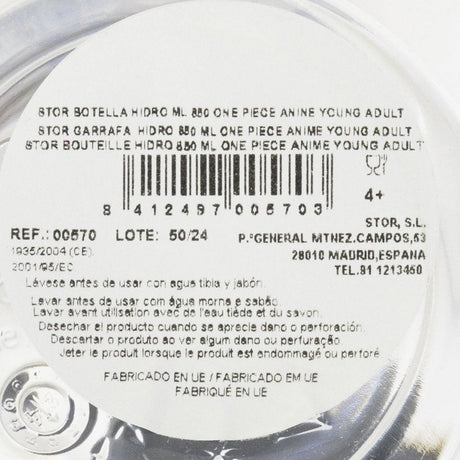 STOR BOTELLA HIDRO ML 850 ONE PIECE ANINE YOUNG ADULT
STOR GARRAFA HIDRO 850 ML ONE PIECE ANIME YOUNG ADULT
STOR BOUTEILLE HIDRO 850 ML ONE PIECE ANIME YOUNG ADULT
8 412497 005703
4+
REF.: 00570 LOTE: 50/24
STOR, S.L.
1935/2004 (CE).
P.ºGENERAL MTNEZ.CAMPOS,53
2001/95/EC
28010 MADRID,ESPANA
TEL.91 1213450
Lávese antes de usar con agua tibia y jabón.
Lavar antes de usar com água morna e sabão.
Laver avant utilisation avec de l'eau tiède et du savon.
Desechar el producto cuando se aprecie dano o perforación.
Descartar o produto ao ver algum dano ou perfuração
Jeter le produit lorsque le produit est endommagé ou perforé
FABRICADO EN UE / FABRICADO EM UE
FABRIQUÉ EN UE